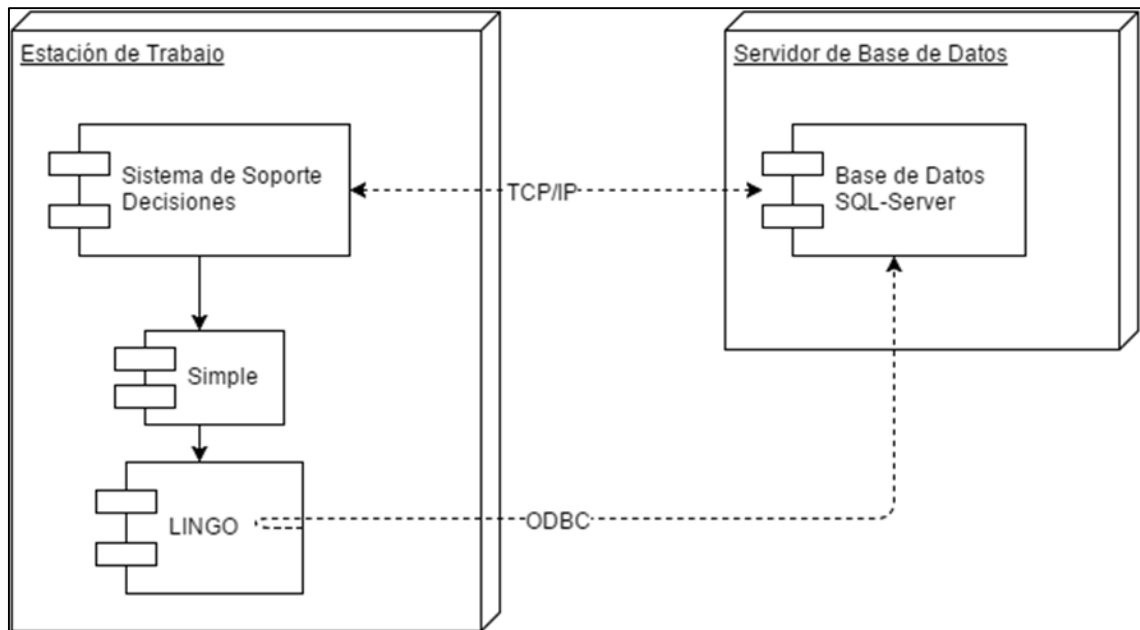 Estación de Trabajo
Servidor de Base de Datos
Sistema de Soporte
Decisiones
TCP/IP
Base de Datos
SQL-Server
Simple
LINGO
ODBC